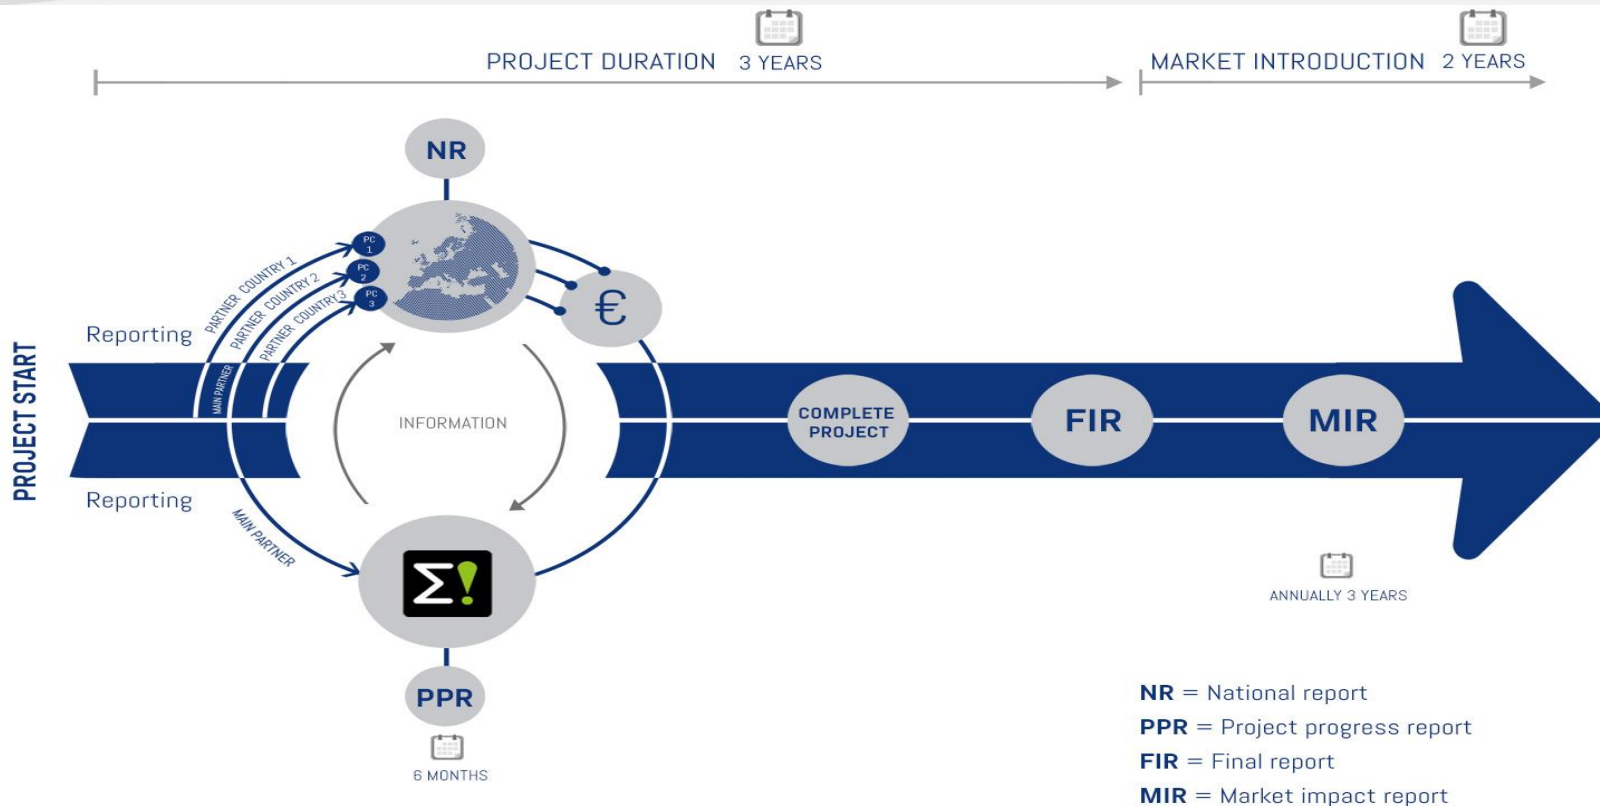 PROJECT DURATION 3 YEARS
MARKET INTRODUCTION 2 YEARS
NR
PC
1
PC
2
PC
3
PARTNER COUNTRY 1
PARTNER COUNTRY 2
PARTNER COUNTRY 3
€
Reporting
PROJECT START
MAIN PARTNER
INFORMATION
COMPLETE
PROJECT
FIR
MIR
Reporting
MAIN PARTNER
Σ!
ANNUALLY 3 YEARS
PPR
6 MONTHS
NR = National report
PPR = Project progress report
FIR = Final report
MIR = Market impact report